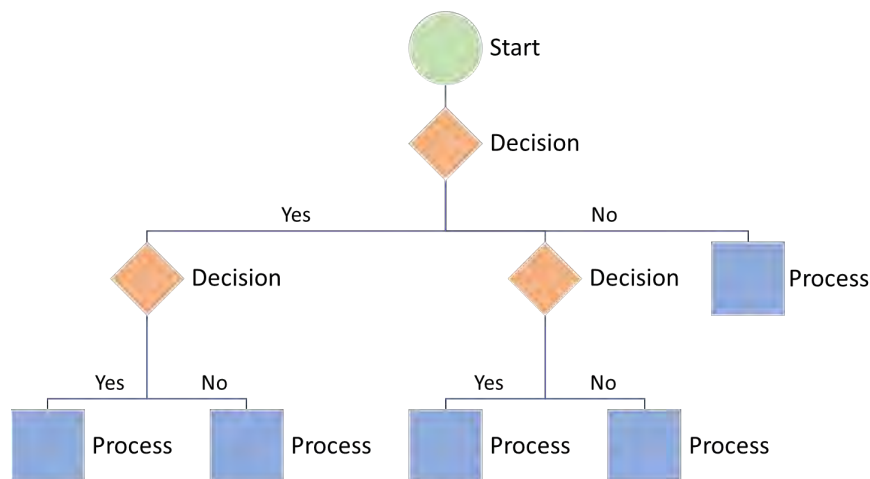 Start
Decision
Yes
No
Decision
Decision
Process
Yes
No
Yes
No
Process
Process
Process
Process